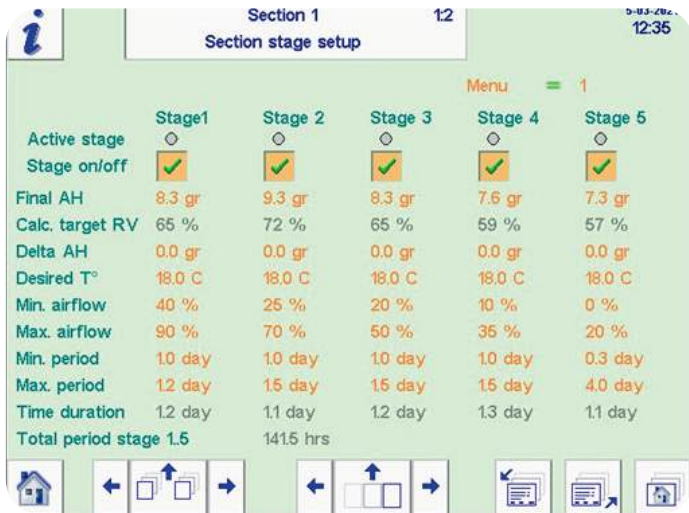 i
Section 1 1:2
Section stage setup
12:35
Menu = 1
Stage1 Stage 2 Stage 3 Stage 4 Stage 5
Active stage
Stage on/off
Final AH 8.3 gr 9.3 gr 8.3 gr 7.6 gr 7.3 gr
Calc. target RV 65 % 72 % 65 % 59 % 57 %
Delta AH 0.0 gr 0.0 gr 0.0 gr 0.0 gr 0.0 gr
Desired T° 18.0 C 18.0 C 18.0 C 18.0 C 18.0 C
Min. airflow 40 % 25 % 20 % 10 % 0 %
Max. airflow 90 % 70 % 50 % 35 % 20 %
Min. period 1.0 day 1.0 day 1.0 day 1.0 day 0.3 day
Max. period 1.2 day 1.5 day 1.5 day 1.5 day 4.0 day
Time duration 1.2 day 1.1 day 1.2 day 1.3 day 1.1 day
Total period stage 1.5 141.5 hrs